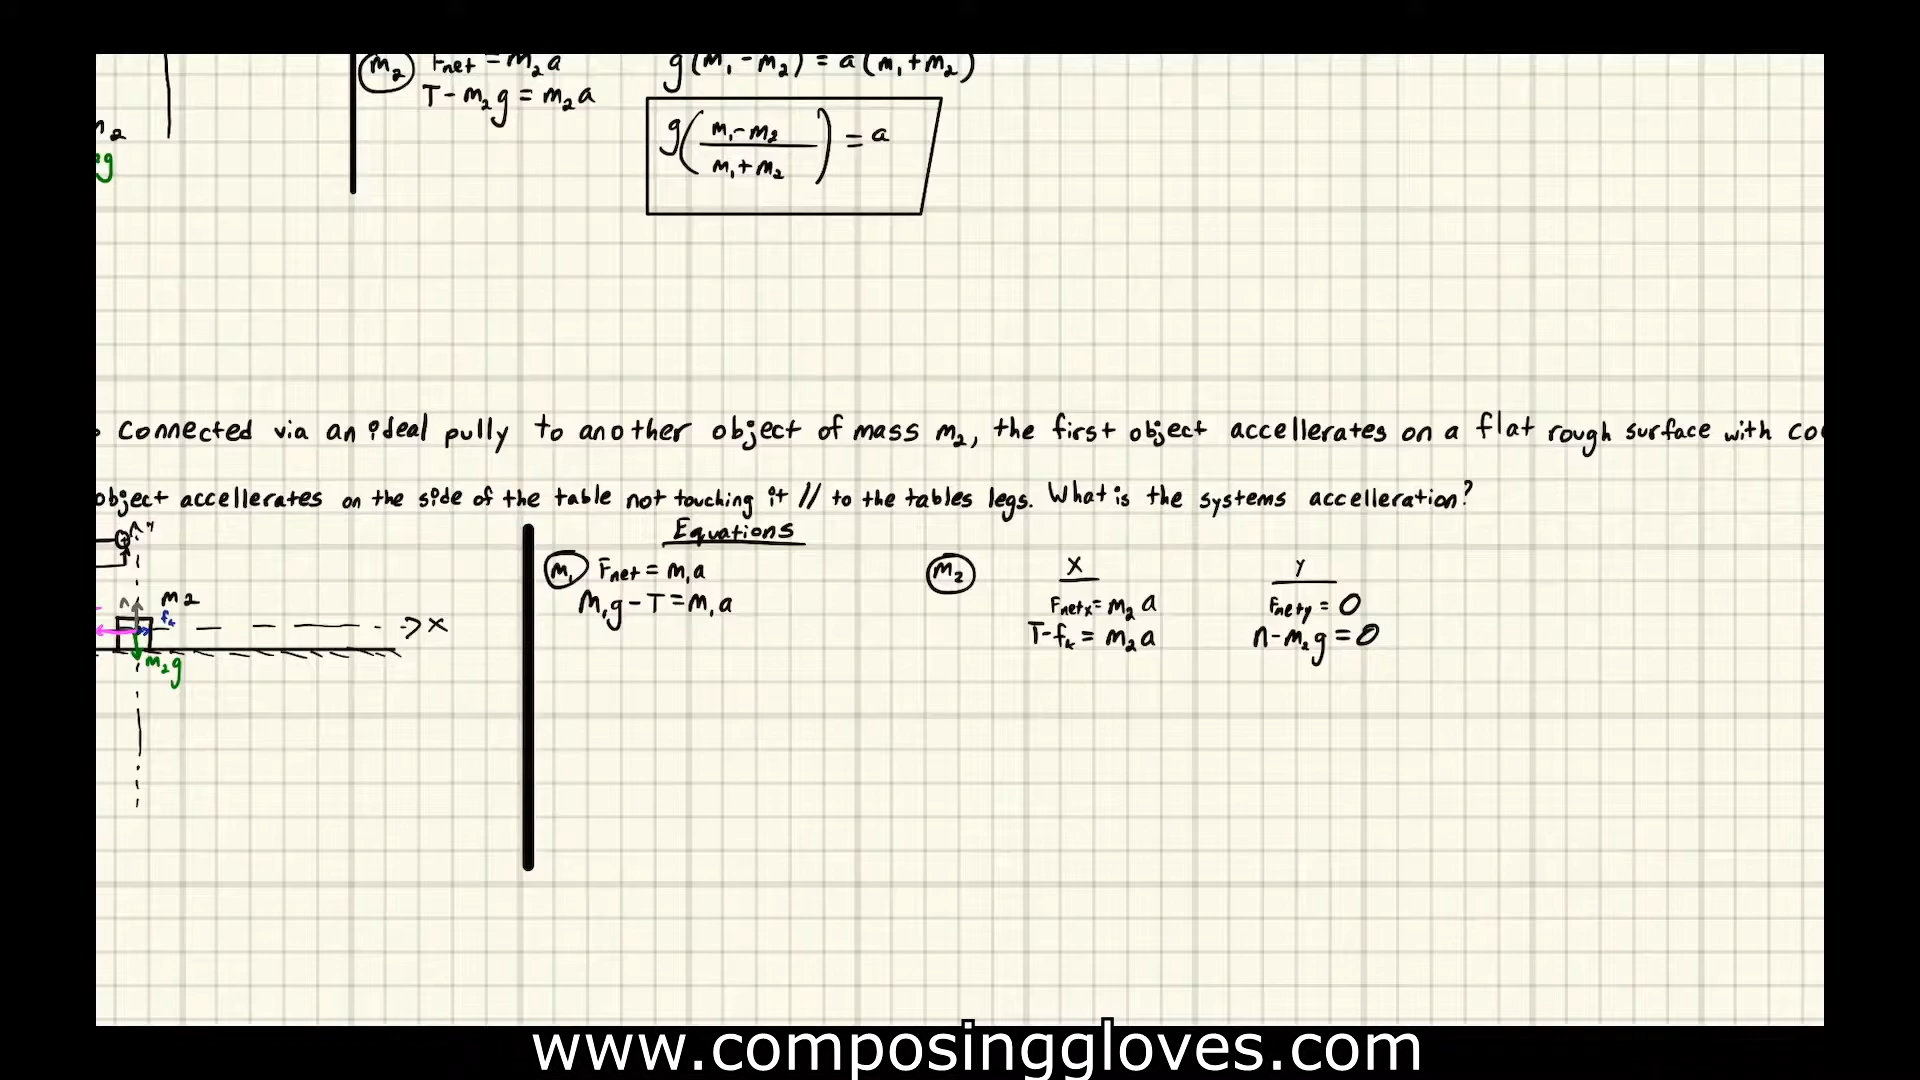 m₂ Fnet = m₂a
T - m₂g = m₂a
g(m₁ - m₂) = a(m₁ + m₂)
g(m₁ - m₂ / m₁ + m₂) = a
m₂
g
connected via an ideal pully to another object of mass m₂, the first object accellerates on a flat rough surface with
object accellerates on the side of the table not touching it // to the tables legs. What is the systems accelleration?
Equations
m₁ Fnet = m₁a
m₁g - T = m₁a
m₂
x
Fnetx = m₂a
T - fₖ = m₂a
y
Fnety = 0
n - m₂g = 0
y
n
m2
fₖ
x
m₂g
www.composinggloves.com